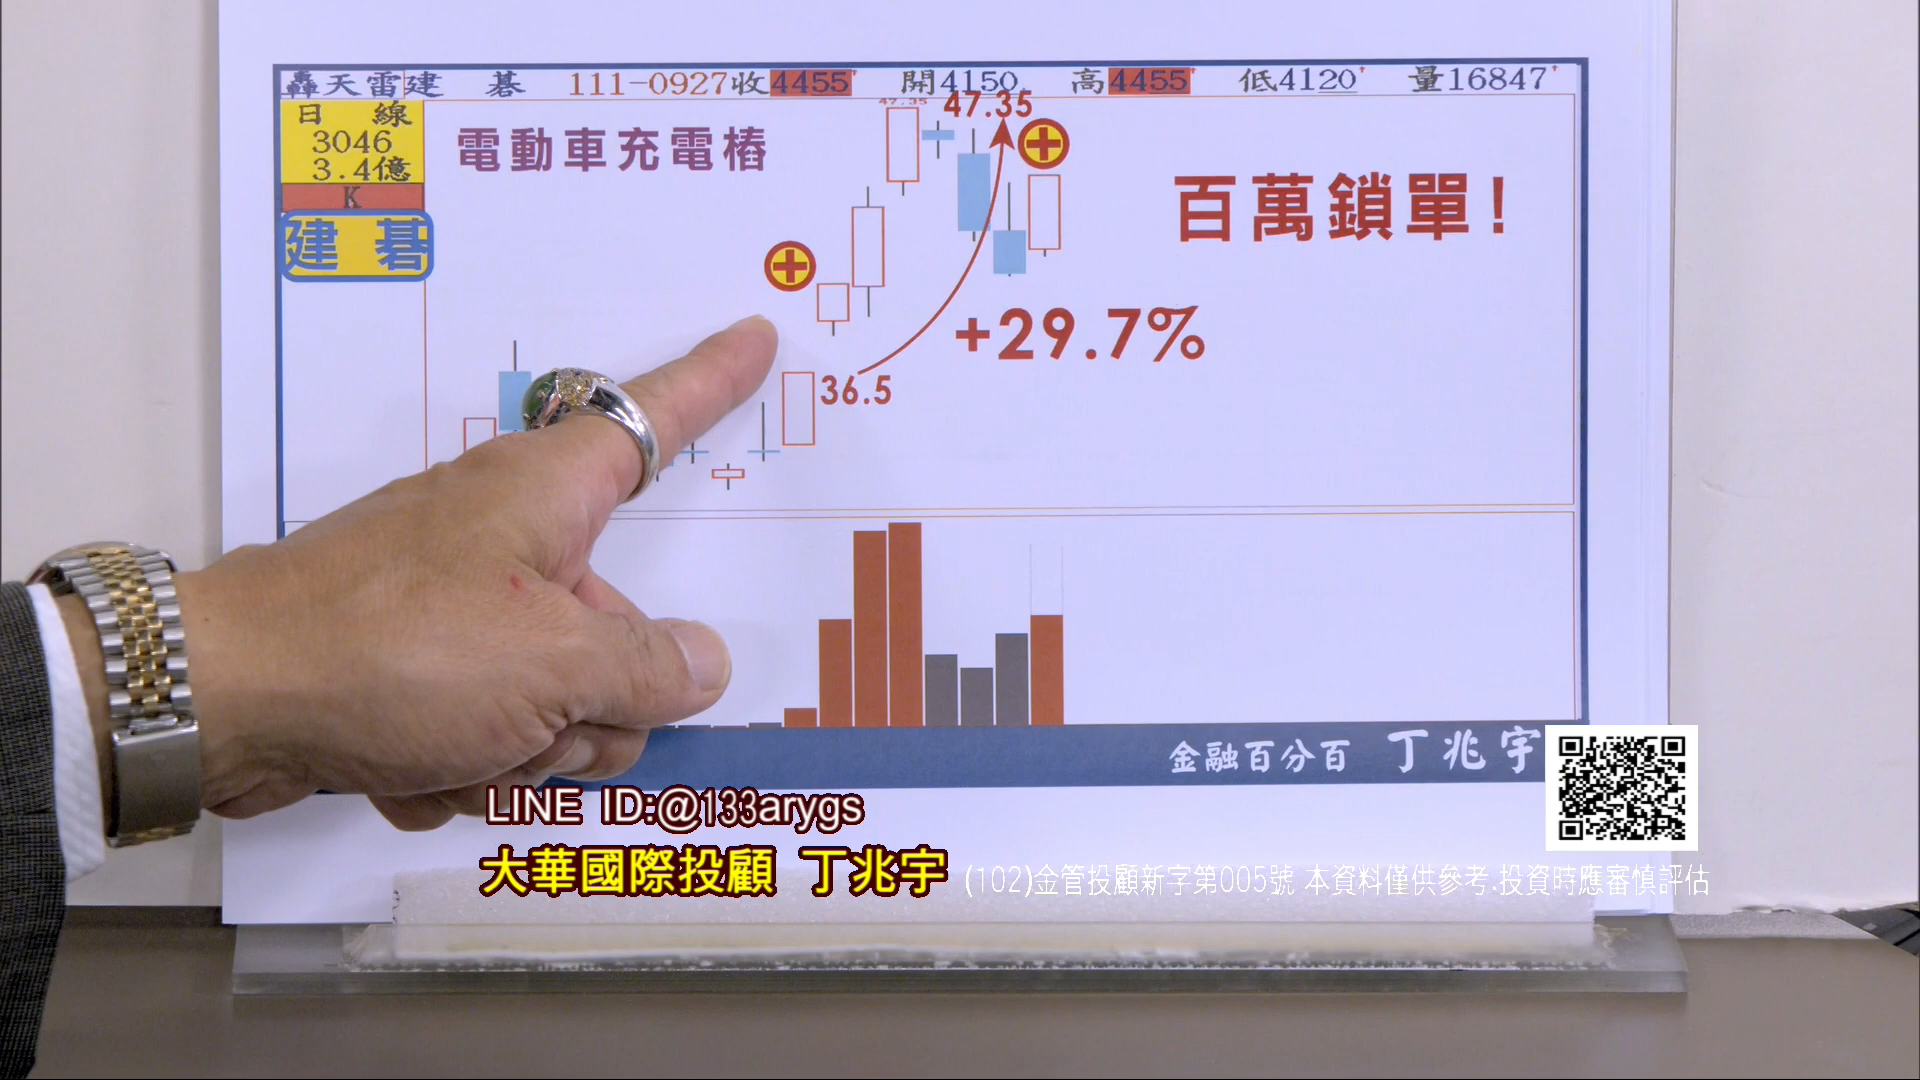 轟天雷建 碁 111-0927收4455 開4150 高4455 低4120 量16847
日 線
3046
3.4億
K
建 碁
電動車充電樁
47.35
47.35
百萬鎖單!
+29.7%
36.5
金融百分百 丁兆宇
LINE ID:@133arygs
大華國際投顧 丁兆宇 (102)金管投顧新字第005號 本資料僅供參考.投資時應審慎評估